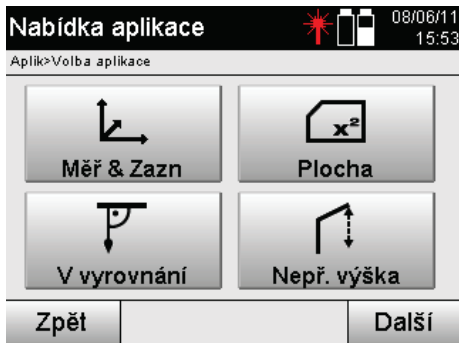 Nabídka aplikace
08/06/11
15:53
Aplik>Volba aplikace
x²
Měř & Zazn
Plocha
V vyrovnání
Nepř. výška
Zpět
Další